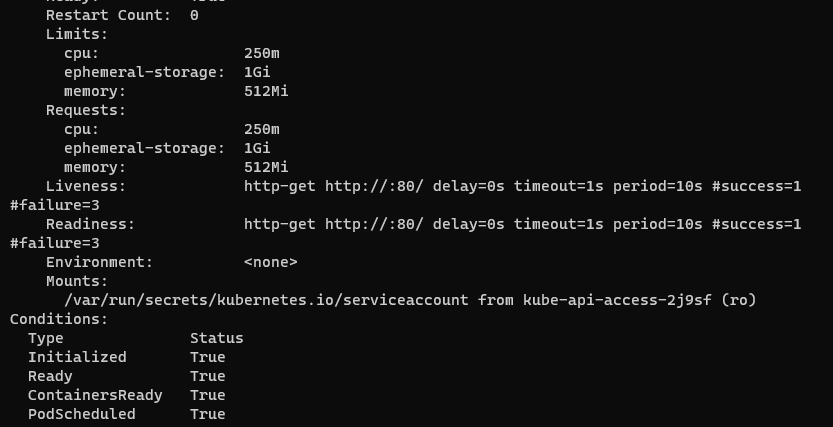 Restart Count:  0
    Limits:
      cpu:                250m
      ephemeral-storage:  1Gi
      memory:             512Mi
    Requests:
      cpu:                250m
      ephemeral-storage:  1Gi
      memory:             512Mi
    Liveness:             http-get http://:80/ delay=0s timeout=1s period=10s #success=1
#failure=3
    Readiness:            http-get http://:80/ delay=0s timeout=1s period=10s #success=1
#failure=3
    Environment:          <none>
    Mounts:
      /var/run/secrets/kubernetes.io/serviceaccount from kube-api-access-2j9sf (ro)
Conditions:
  Type              Status
  Initialized       True
  Ready             True
  ContainersReady   True
  PodScheduled      True